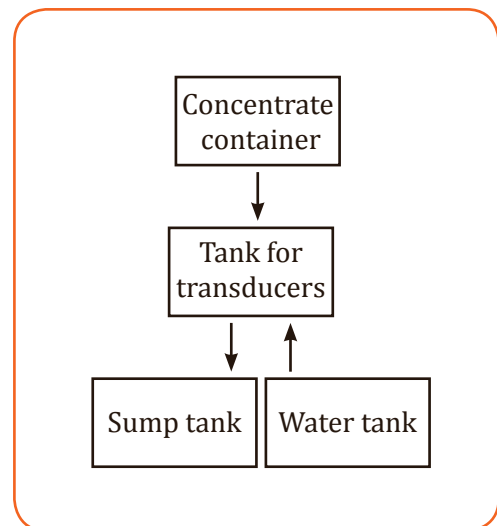 Concentrate
container
Tank for
transducers
Sump tank
Water tank